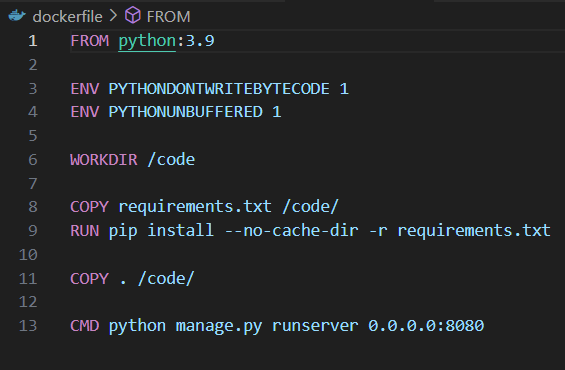 dockerfile > FROM
1 FROM python:3.9
2
3 ENV PYTHONDONTWRITEBYTECODE 1
4 ENV PYTHONUNBUFFERED 1
5
6 WORKDIR /code
7
8 COPY requirements.txt /code/
9 RUN pip install --no-cache-dir -r requirements.txt
10
11 COPY . /code/
12
13 CMD python manage.py runserver 0.0.0.0:8080